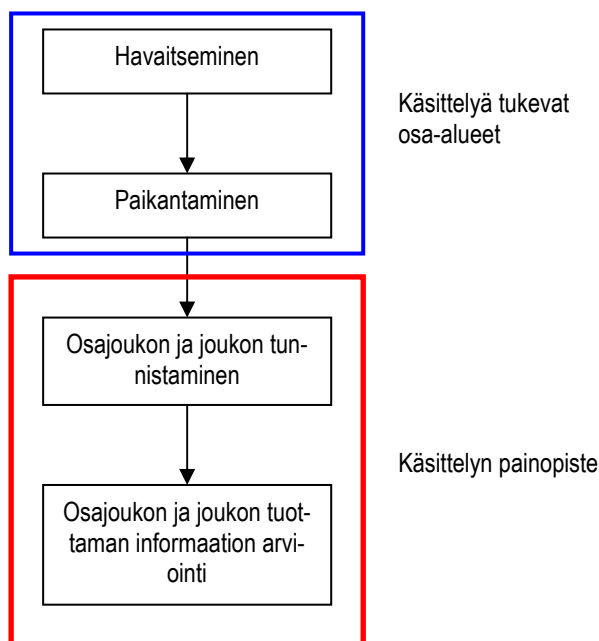 Havaitseminen
Käsittelyä tukevat
osa-alueet
Paikantaminen
Osajoukon ja joukon tun-
nistaminen
Käsittelyn painopiste
Osajoukon ja joukon tuot-
taman informaation arvi-
ointi